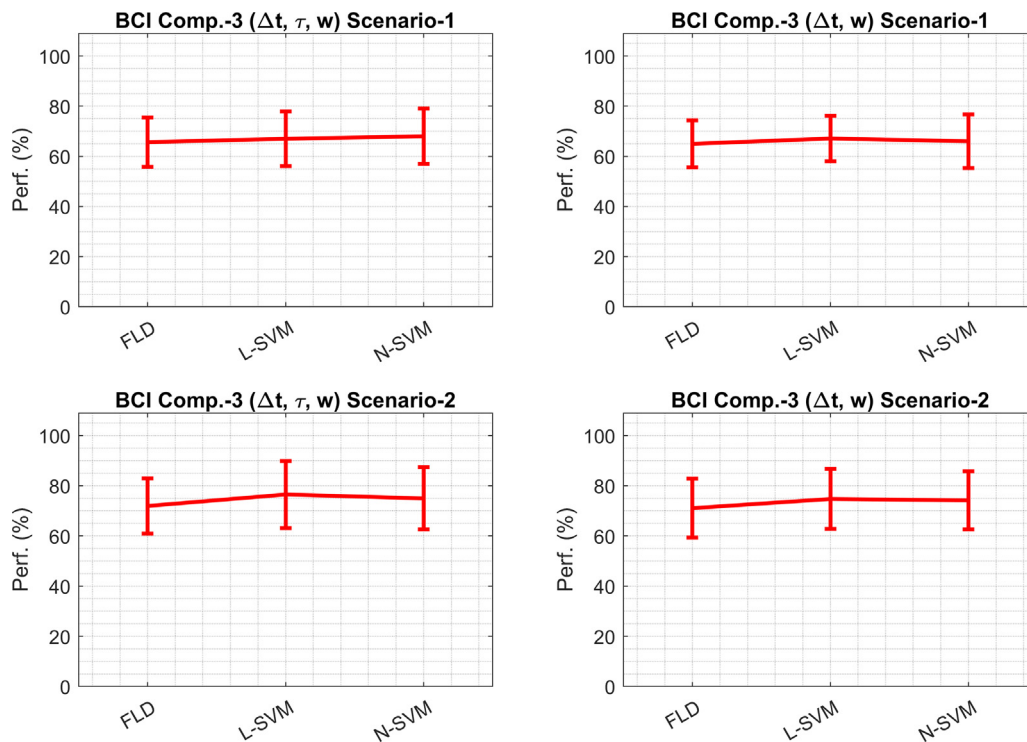 BCI Comp.-3 (Δt, τ, w) Scenario-1
100
80
60
40
20
0
Perf. (%)
FLD
L-SVM
N-SVM
BCI Comp.-3 (Δt, w) Scenario-1
100
80
60
40
20
0
Perf. (%)
FLD
L-SVM
N-SVM
BCI Comp.-3 (Δt, τ, w) Scenario-2
100
80
60
40
20
0
Perf. (%)
FLD
L-SVM
N-SVM
BCI Comp.-3 (Δt, w) Scenario-2
100
80
60
40
20
0
Perf. (%)
FLD
L-SVM
N-SVM